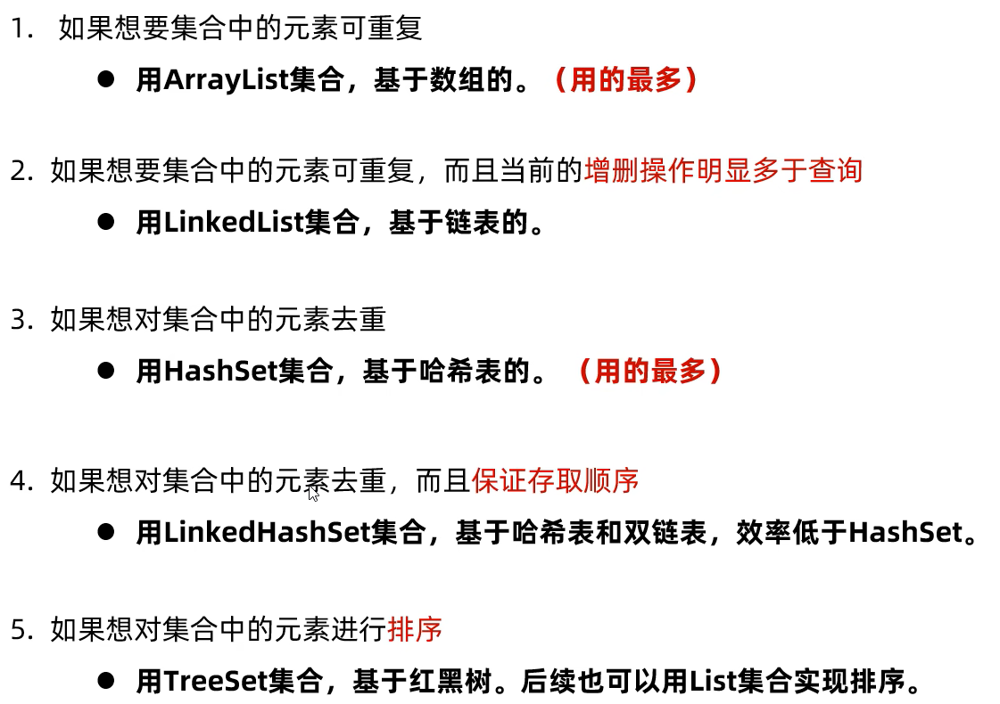 1. 如果想要集合中的元素可重复
● 用ArrayList集合，基于数组的。（用的最多）
2. 如果想要集合中的元素可重复，而且当前的增删操作明显多于查询
● 用LinkedList集合，基于链表的。
3. 如果想对集合中的元素去重
● 用HashSet集合，基于哈希表的。（用的最多）
4. 如果想对集合中的元素去重，而且保证存取顺序
● 用LinkedHashSet集合，基于哈希表和双链表，效率低于HashSet。
5. 如果想对集合中的元素进行排序
● 用TreeSet集合，基于红黑树。后续也可以用List集合实现排序。